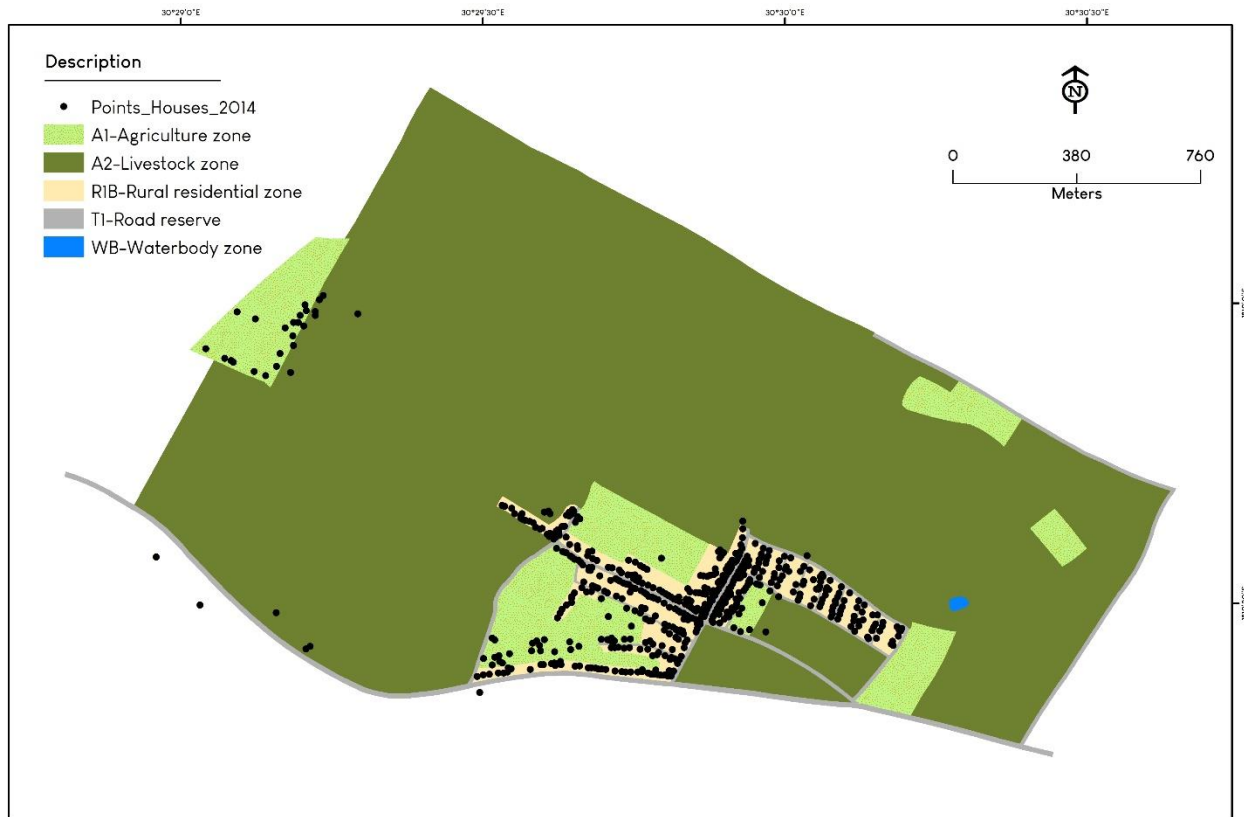 30°29'0"E 30°29'30"E 30°30'0"E 30°30'30"E
Description
Points_Houses_2014
A1-Agriculture zone
A2-Livestock zone
R1B-Rural residential zone
T1-Road reserve
WB-Waterbody zone
N
0 380 760
Meters